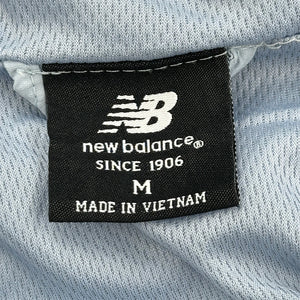 NB
new balance®
SINCE 1906
M
MADE IN VIETNAM